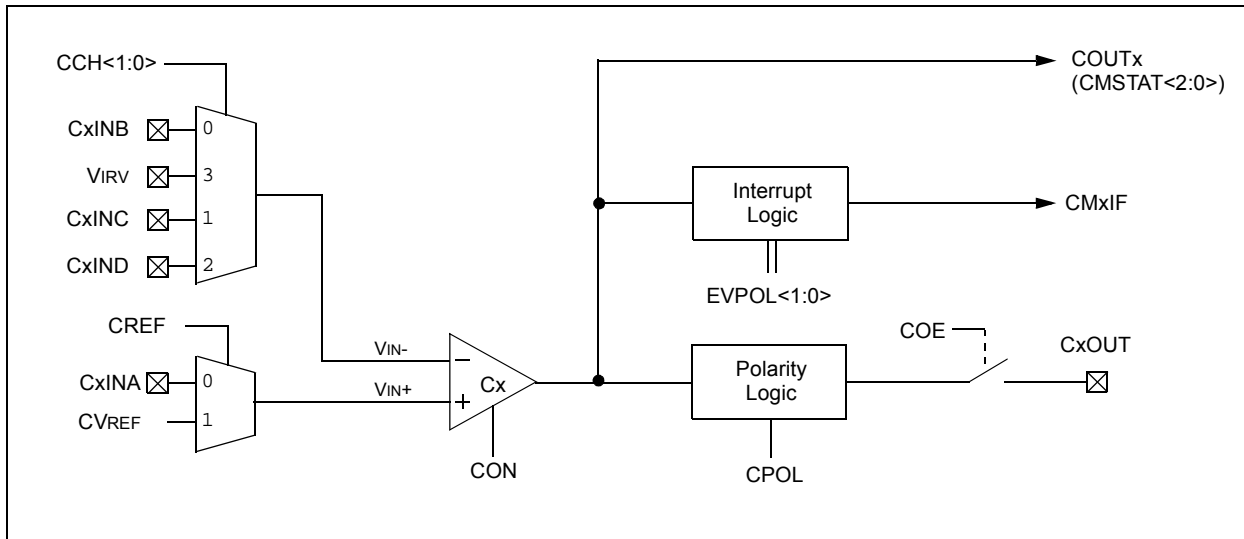 CCH<1:0>
CxINB
0
VIRV
3
CxINC
1
CxIND
2
CREF
CxINA
0
CVREF
1
VIN-
VIN+
−
+
Cx
CON
COUTx
(CMSTAT<2:0>)
Interrupt
Logic
CMxIF
EVPOL<1:0>
COE
CxOUT
Polarity
Logic
CPOL